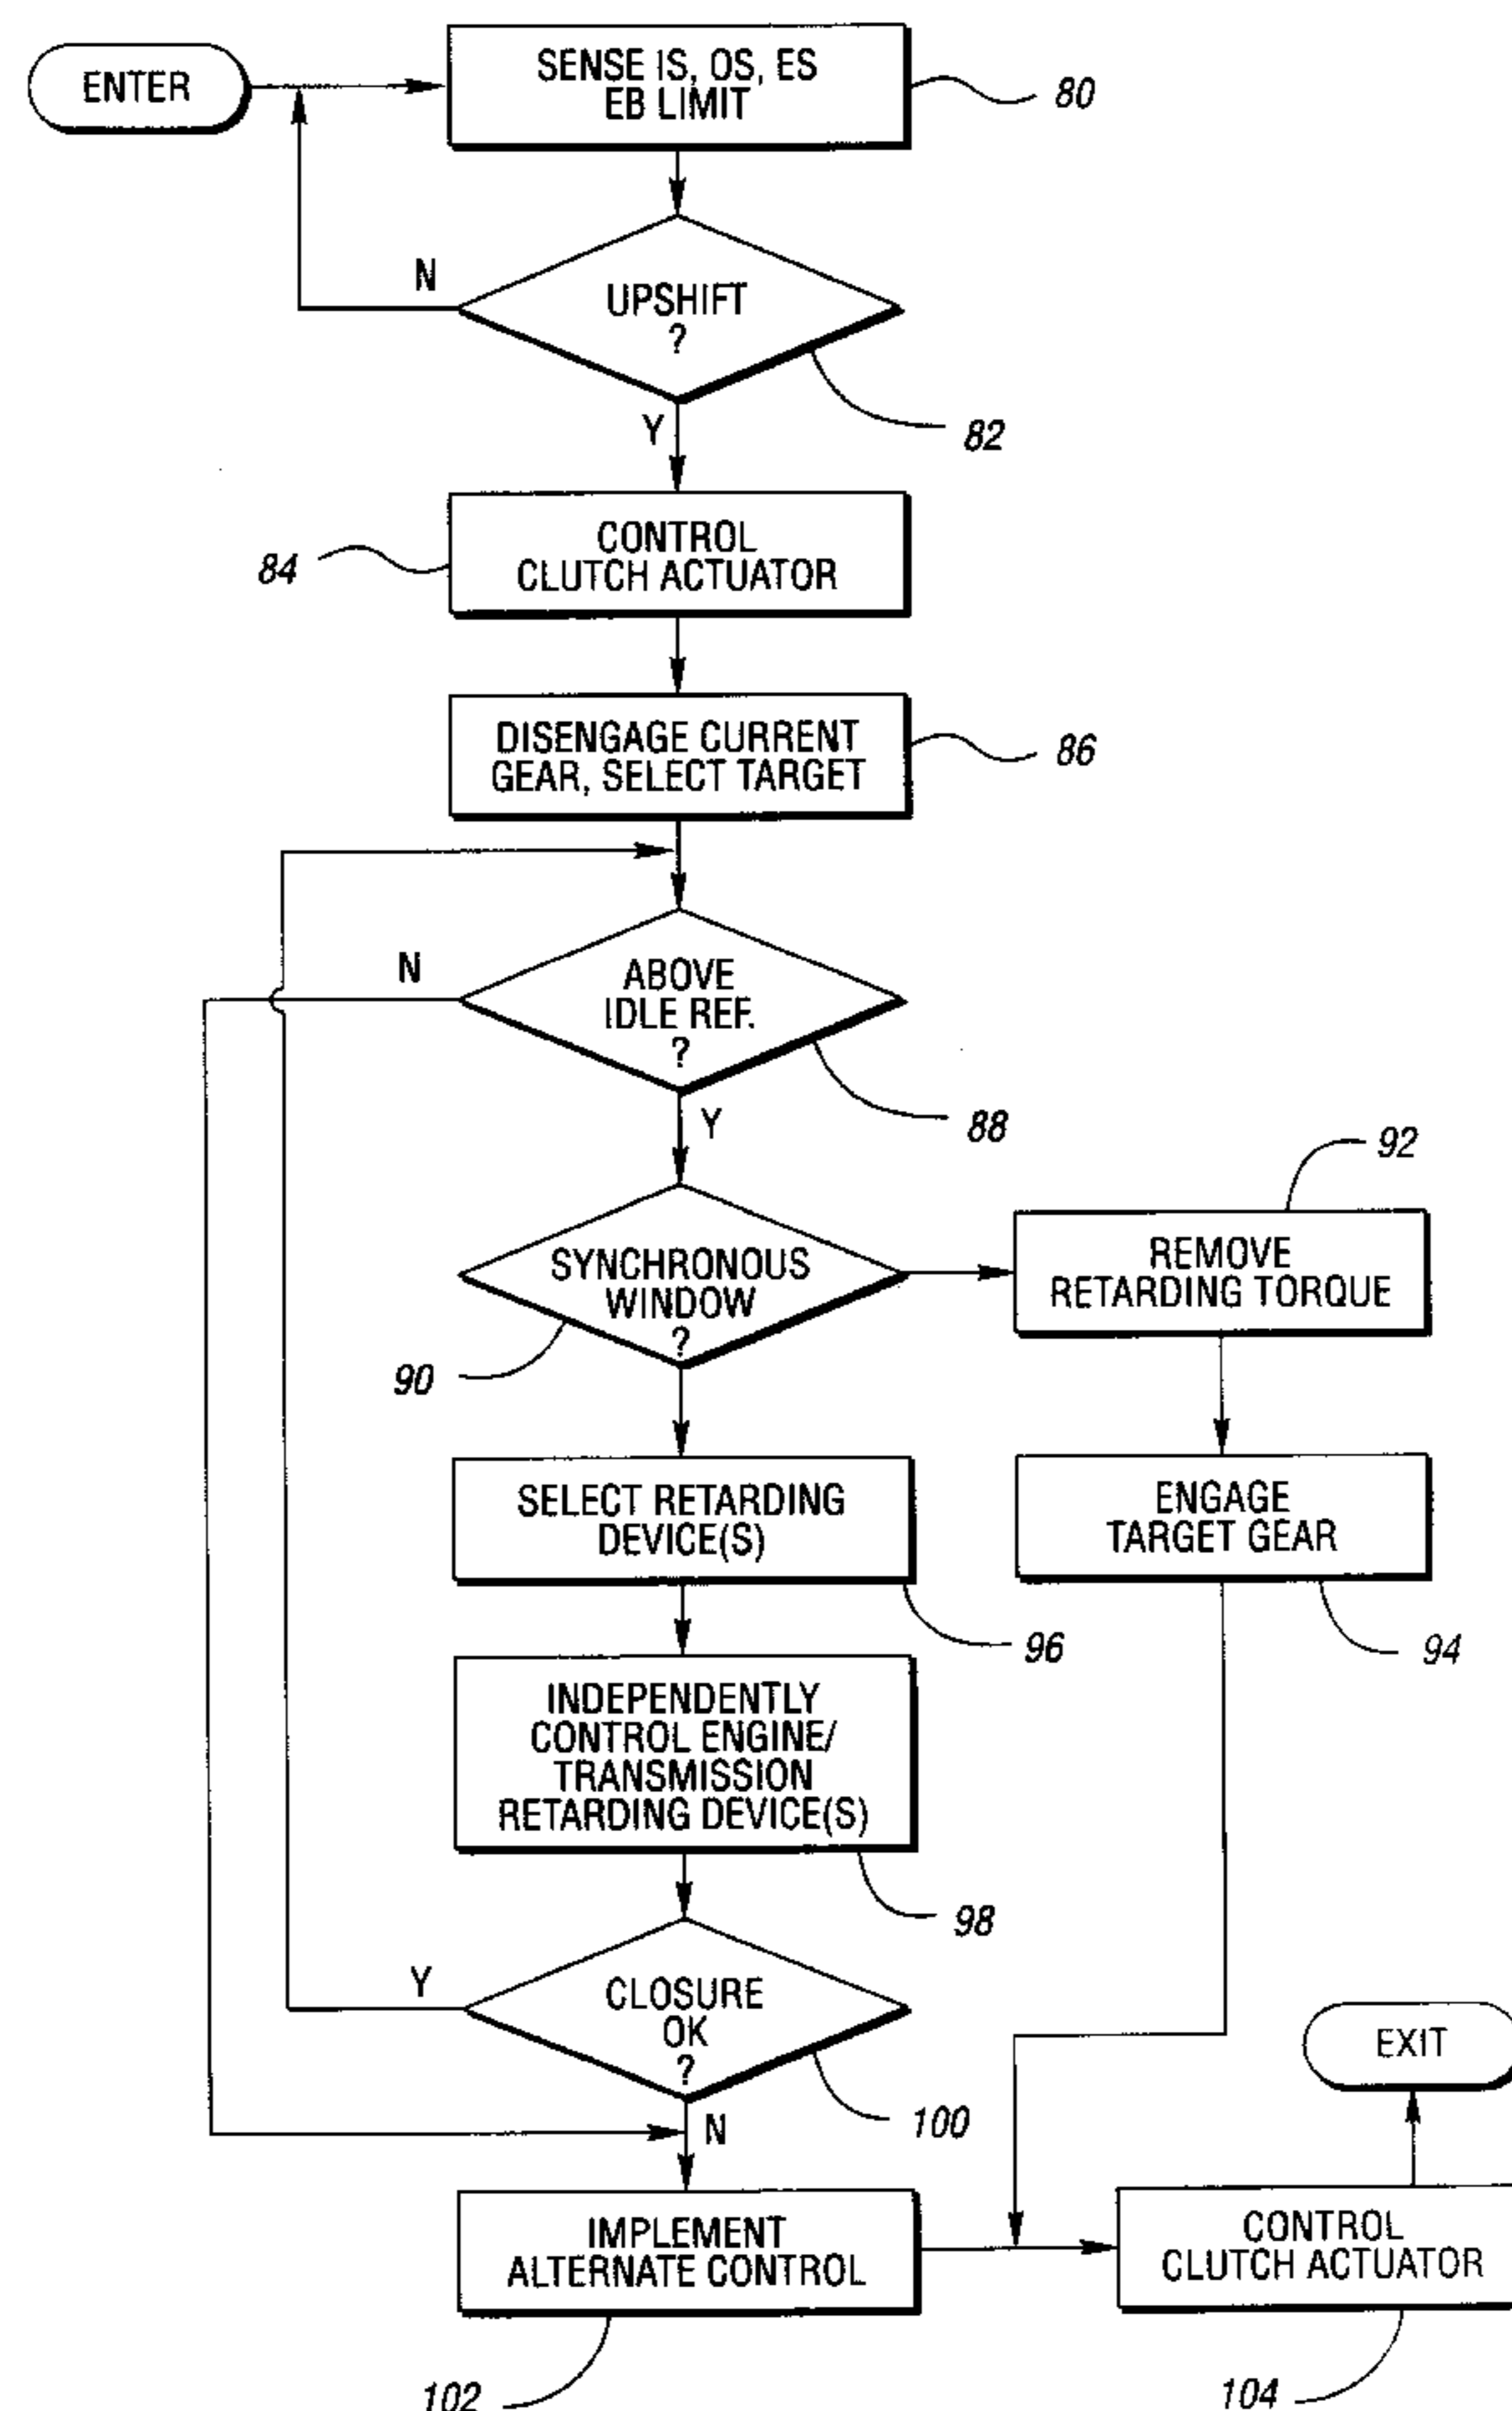 ENTER
SENSE IS, OS, ES
EB LIMIT
80
N
UPSHIFT
?
82
Y
84
CONTROL
CLUTCH ACTUATOR
DISENGAGE CURRENT
GEAR, SELECT TARGET
86
N
ABOVE
IDLE REF.
?
88
Y
92
SYNCHRONOUS
WINDOW
?
90
REMOVE
RETARDING TORQUE
SELECT RETARDING
DEVICE(S)
96
ENGAGE
TARGET GEAR
94
INDEPENDENTLY
CONTROL ENGINE/
TRANSMISSION
RETARDING DEVICE(S)
98
Y
CLOSURE
OK
?
100
N
EXIT
IMPLEMENT
ALTERNATE CONTROL
102
CONTROL
CLUTCH ACTUATOR
104